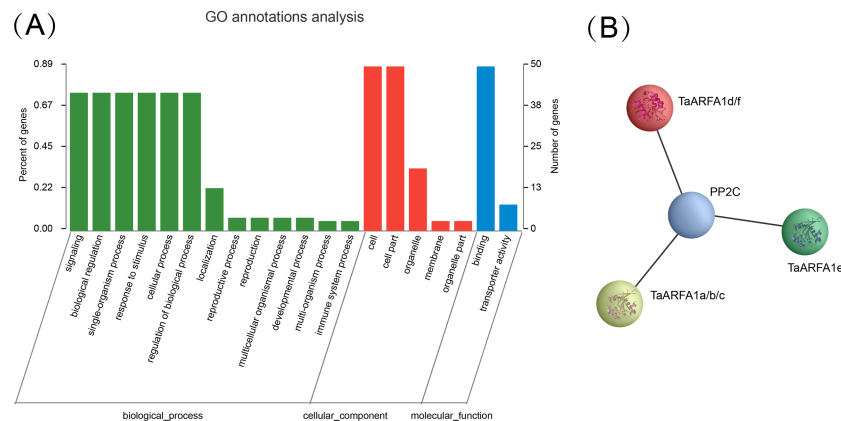 (A)
GO annotations analysis
Percent of genes
0.89
0.67
0.45
0.22
0.00
50
38
25
13
0
Number of genes
signaling
biological regulation
single-organism process
response to stimulus
cellular process
regulation of biological process
localization
reproductive process
reproduction
multicellular organismal process
developmental process
multi-organism process
immune system process
cell
cell part
organelle
membrane
organelle part
binding
transporter activity
biological_process
cellular_component
molecular_function
(B)
TaARFA1d/f
PP2C
TaARFA1e
TaARFA1a/b/c